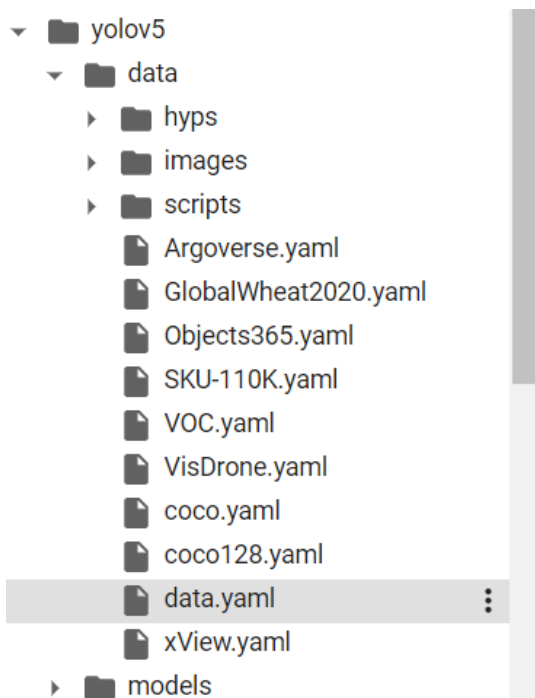 yolov5
data
hyps
images
scripts
Argoverse.yaml
GlobalWheat2020.yaml
Objects365.yaml
SKU-110K.yaml
VOC.yaml
VisDrone.yaml
coco.yaml
coco128.yaml
data.yaml
xView.yaml
models